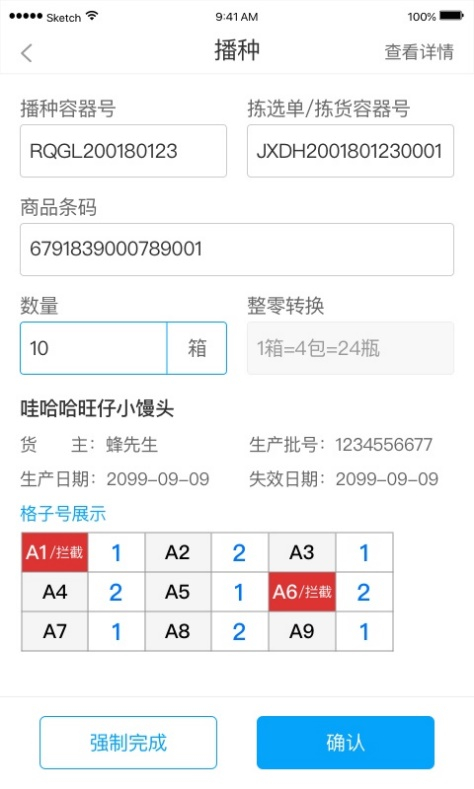 Sketch 9:41 AM 100%
播种 查看详情
播种容器号 拣选单/拣货容器号
RQGL200180123 JXDH2001801230001
商品条码
6791839000789001
数量 整零转换
10 箱 1箱=4包=24瓶
哇哈哈旺仔小馒头
货 主：蜂先生 生产批号：1234556677
生产日期：2099-09-09 失效日期：2099-09-09
格子号展示
A1/拦截 1 A2 2 A3 1
A4 2 A5 1 A6/拦截 2
A7 1 A8 2 A9 1
强制完成 确认